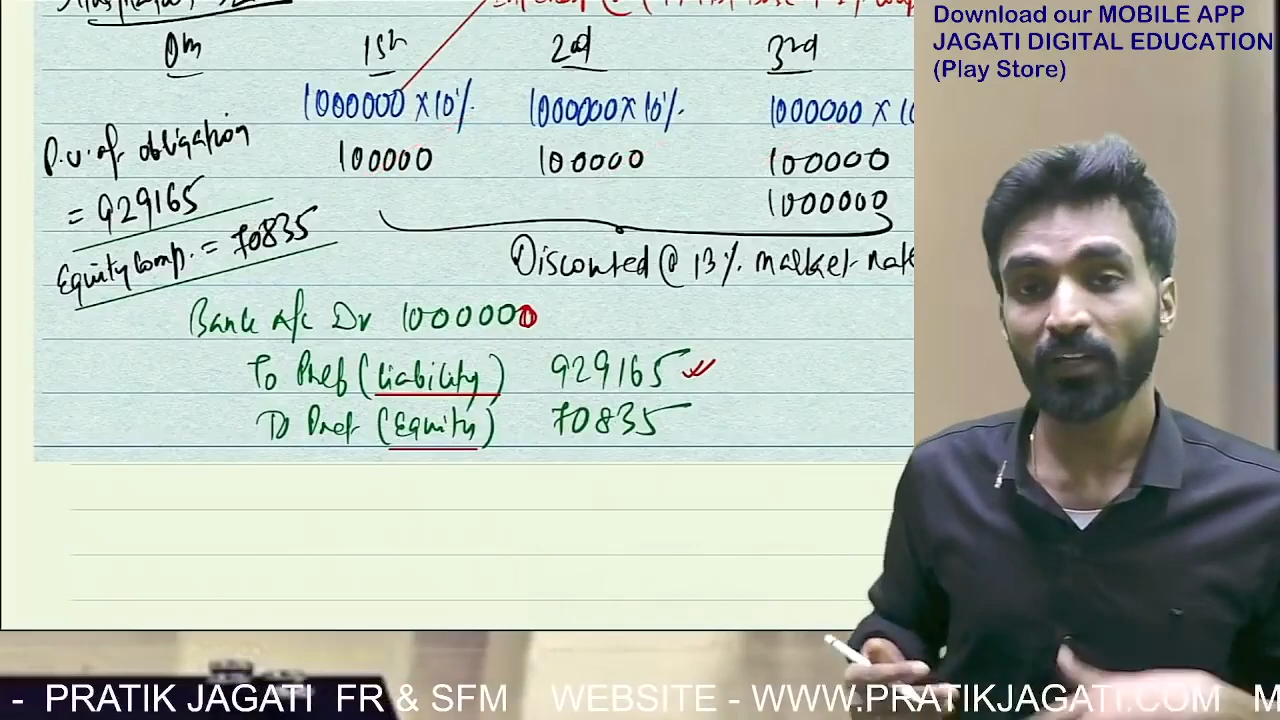 Download our MOBILE APP
JAGATI DIGITAL EDUCATION
(Play Store)
0th 1st 2nd 3rd
1000000 x 10% 1000000 x 10% 1000000 x 10
P.V. of obligation
100000 100000 100000
= 929165
1000000
Equity Comp. = 70835
Discounted @ 13% market rate
Bank A/c Dr 1000000
To Pref (liability) 929165
To Pref (Equity) 70835
- PRATIK JAGATI FR & SFM WEBSITE - WWW.PRATIKJAGATI.COM M